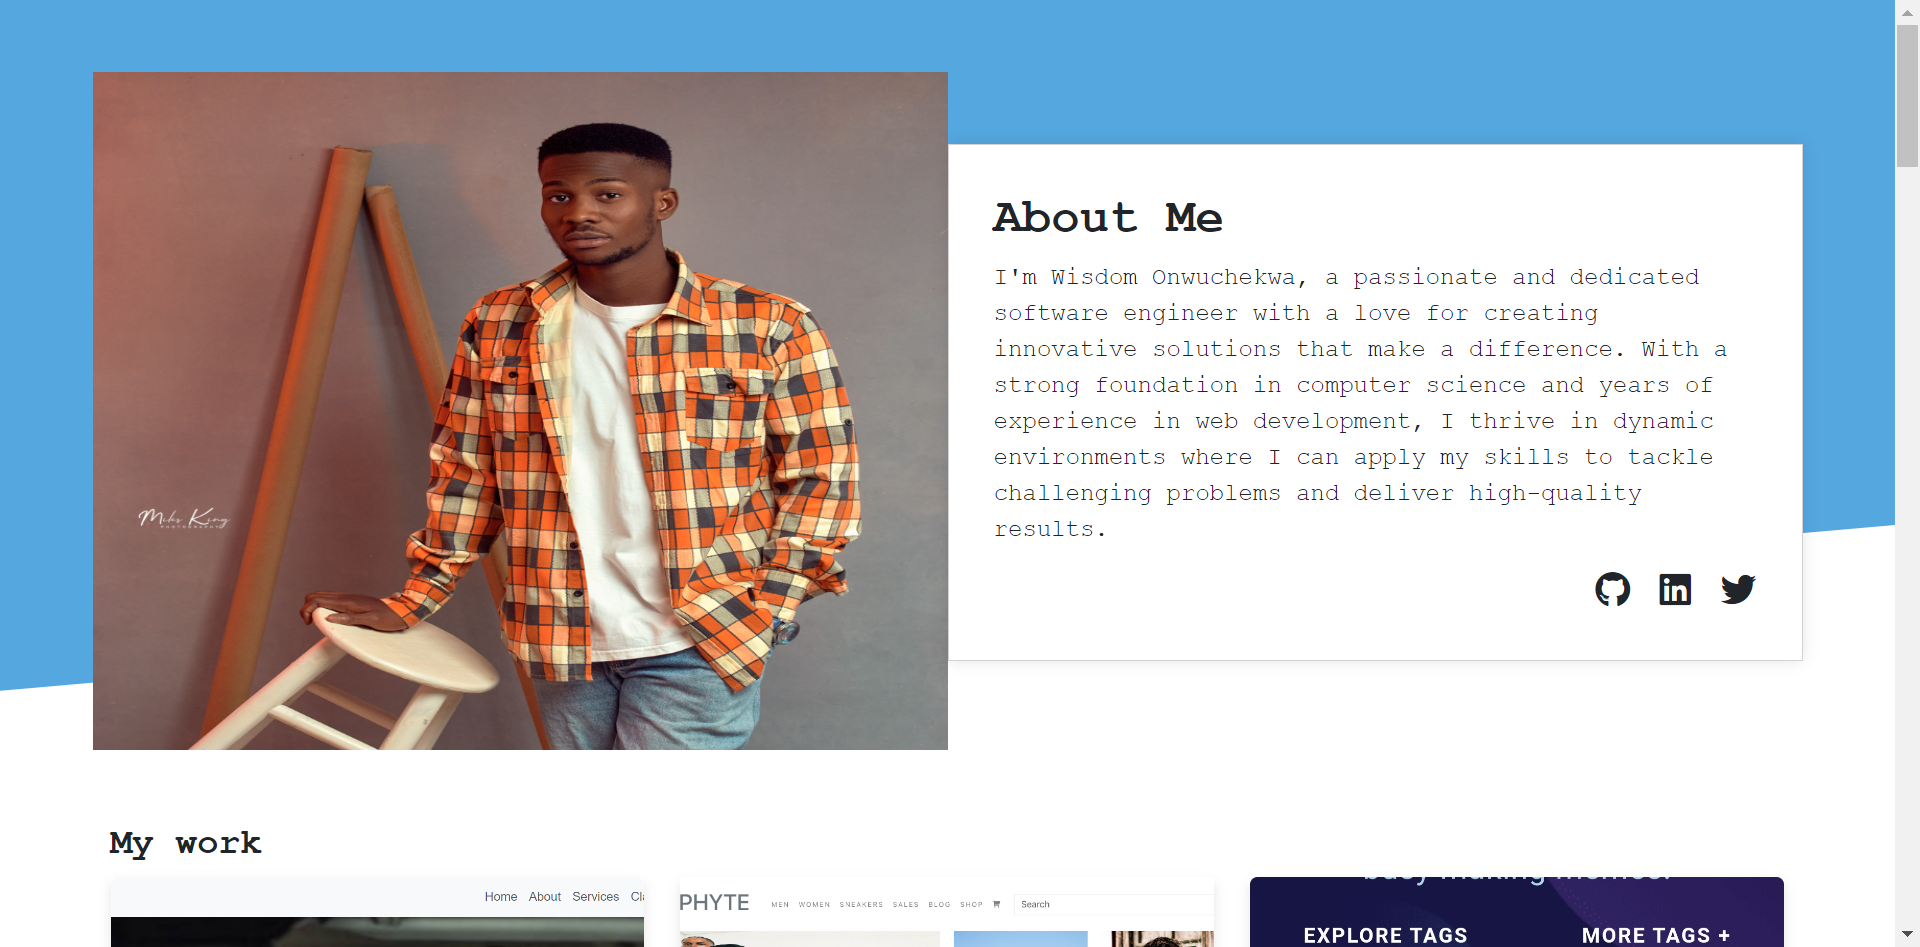 About Me
I'm Wisdom Onwuchekwa, a passionate and dedicated
software engineer with a love for creating
innovative solutions that make a difference. With a
strong foundation in computer science and years of
experience in web development, I thrive in dynamic
environments where I can apply my skills to tackle
challenging problems and deliver high-quality
results.
Mike King
PHOTOGRAPHY
in
My work
Home About Services
PHYTE MEN WOMEN SNEAKERS SALES BLOG SHOP Search
EXPLORE TAGS MORE TAGS +